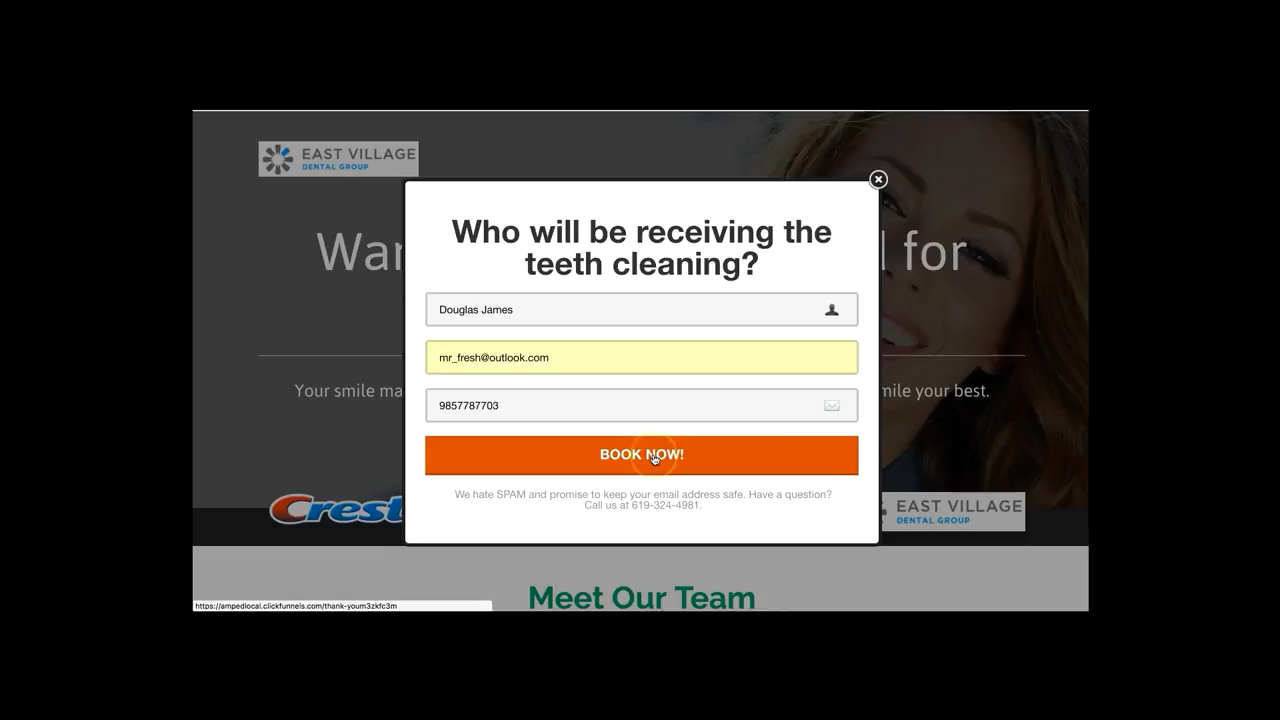 EAST VILLAGE
DENTAL GROUP
Who will be receiving the
teeth cleaning?
for
Douglas James
mr_fresh@outlook.com
Your smile
your best.
9857787703
BOOK NOW!
We hate SPAM and promise to keep your email address safe. Have a question?
Call us at 619-324-4981.
Crest
EAST VILLAGE
DENTAL GROUP
Meet Our Team
https://ampedlocal.clickfunnels.com/thank-youm3zkfc3m